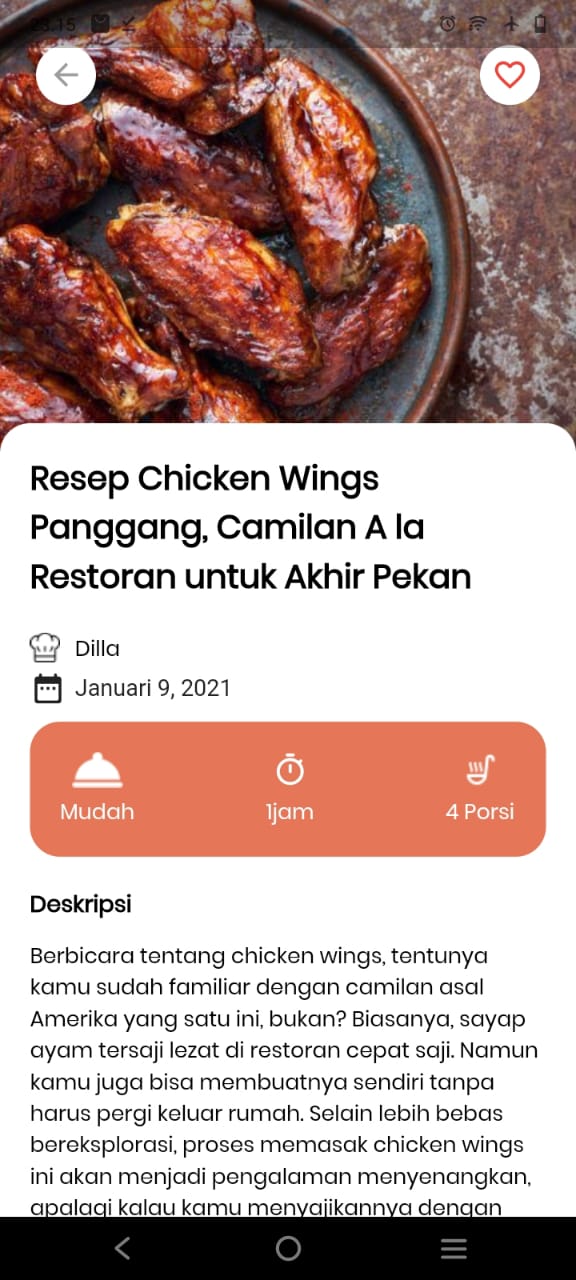 23.15
Resep Chicken Wings
Panggang, Camilan A la
Restoran untuk Akhir Pekan
Dilla
Januari 9, 2021
Mudah
1jam
4 Porsi
Deskripsi
Berbicara tentang chicken wings, tentunya
kamu sudah familiar dengan camilan asal
Amerika yang satu ini, bukan? Biasanya, sayap
ayam tersaji lezat di restoran cepat saji. Namun
kamu juga bisa membuatnya sendiri tanpa
harus pergi keluar rumah. Selain lebih bebas
bereksplorasi, proses memasak chicken wings
ini akan menjadi pengalaman menyenangkan,
apalagi kalau kamu menyajikannya dengan